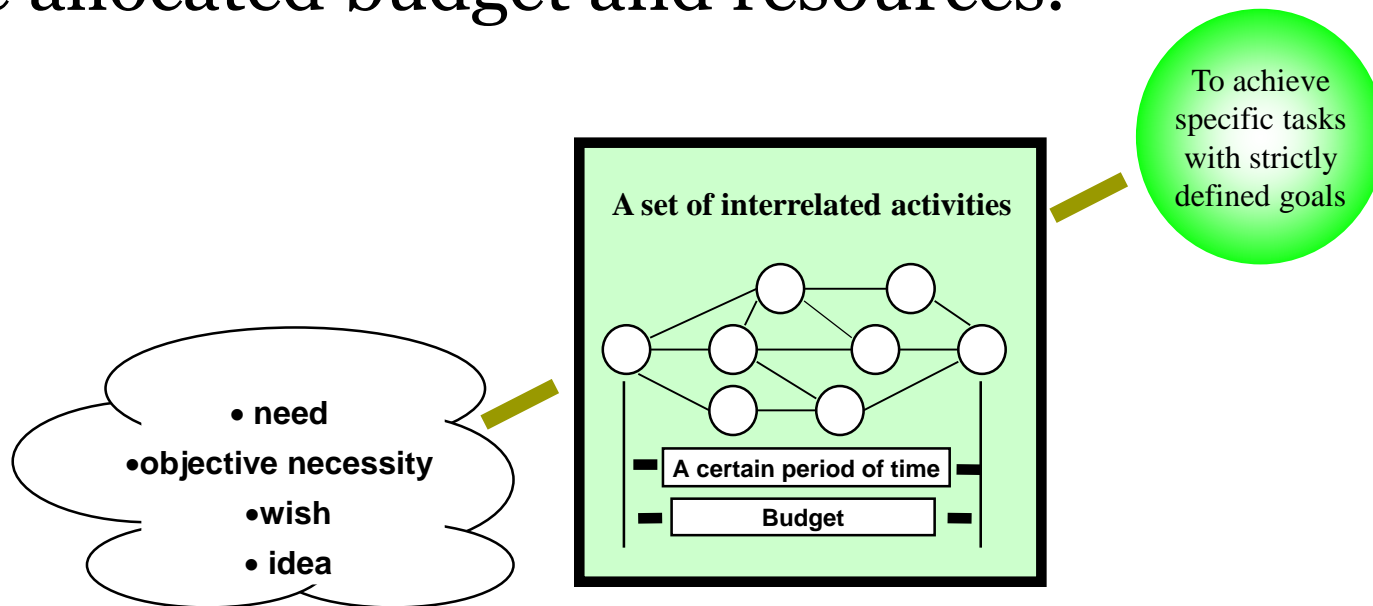 allocated budget and resources.
To achieve
specific tasks
with strictly
defined goals
A set of interrelated activities
• need
•objective necessity
•wish
• idea
A certain period of time
Budget